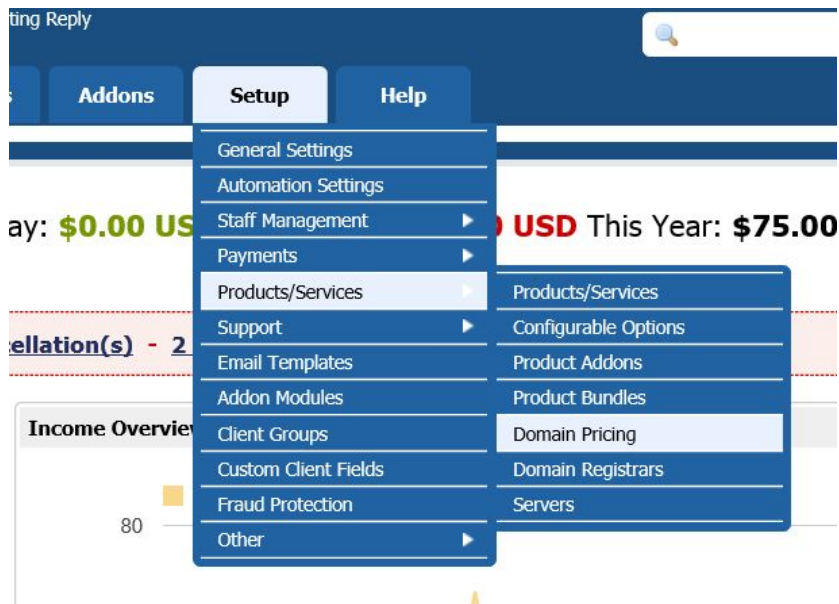 ting Reply
Addons Setup Help
General Settings
Automation Settings
Staff Management
Payments
Products/Services
Support
Email Templates
Addon Modules
Client Groups
Custom Client Fields
Fraud Protection
Other
Products/Services
Configurable Options
Product Addons
Product Bundles
Domain Pricing
Domain Registrars
Servers
ay: $0.00 US USD This Year: $75.00
ellation(s) - 2
Income Overvie
80